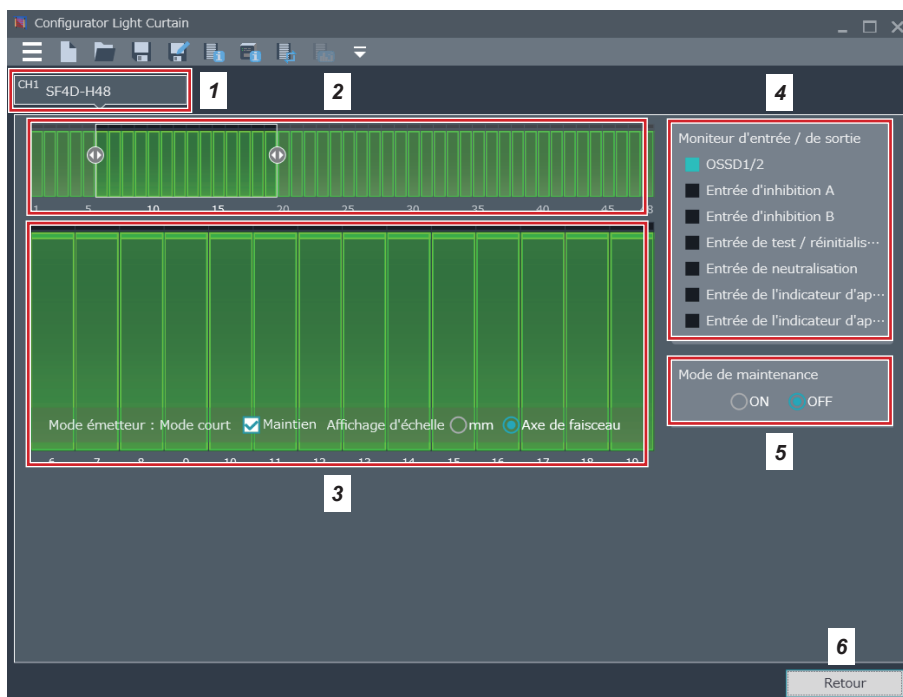 Configurator Light Curtain
CH1 SF4D-H48
1
2
4
1 5 10 15 20 25 30 35 40 45 48
Moniteur d'entrée / de sortie
OSSD1/2
Entrée d'inhibition A
Entrée d'inhibition B
Entrée de test / réinitialis···
Entrée de neutralisation
Entrée de l'indicateur d'ap···
Entrée de l'indicateur d'ap···
Mode de maintenance
ON OFF
5
Mode émetteur : Mode court Maintien Affichage d'échelle mm Axe de faisceau
6 7 8 9 10 11 12 13 14 15 16 17 18 19
3
6
Retour